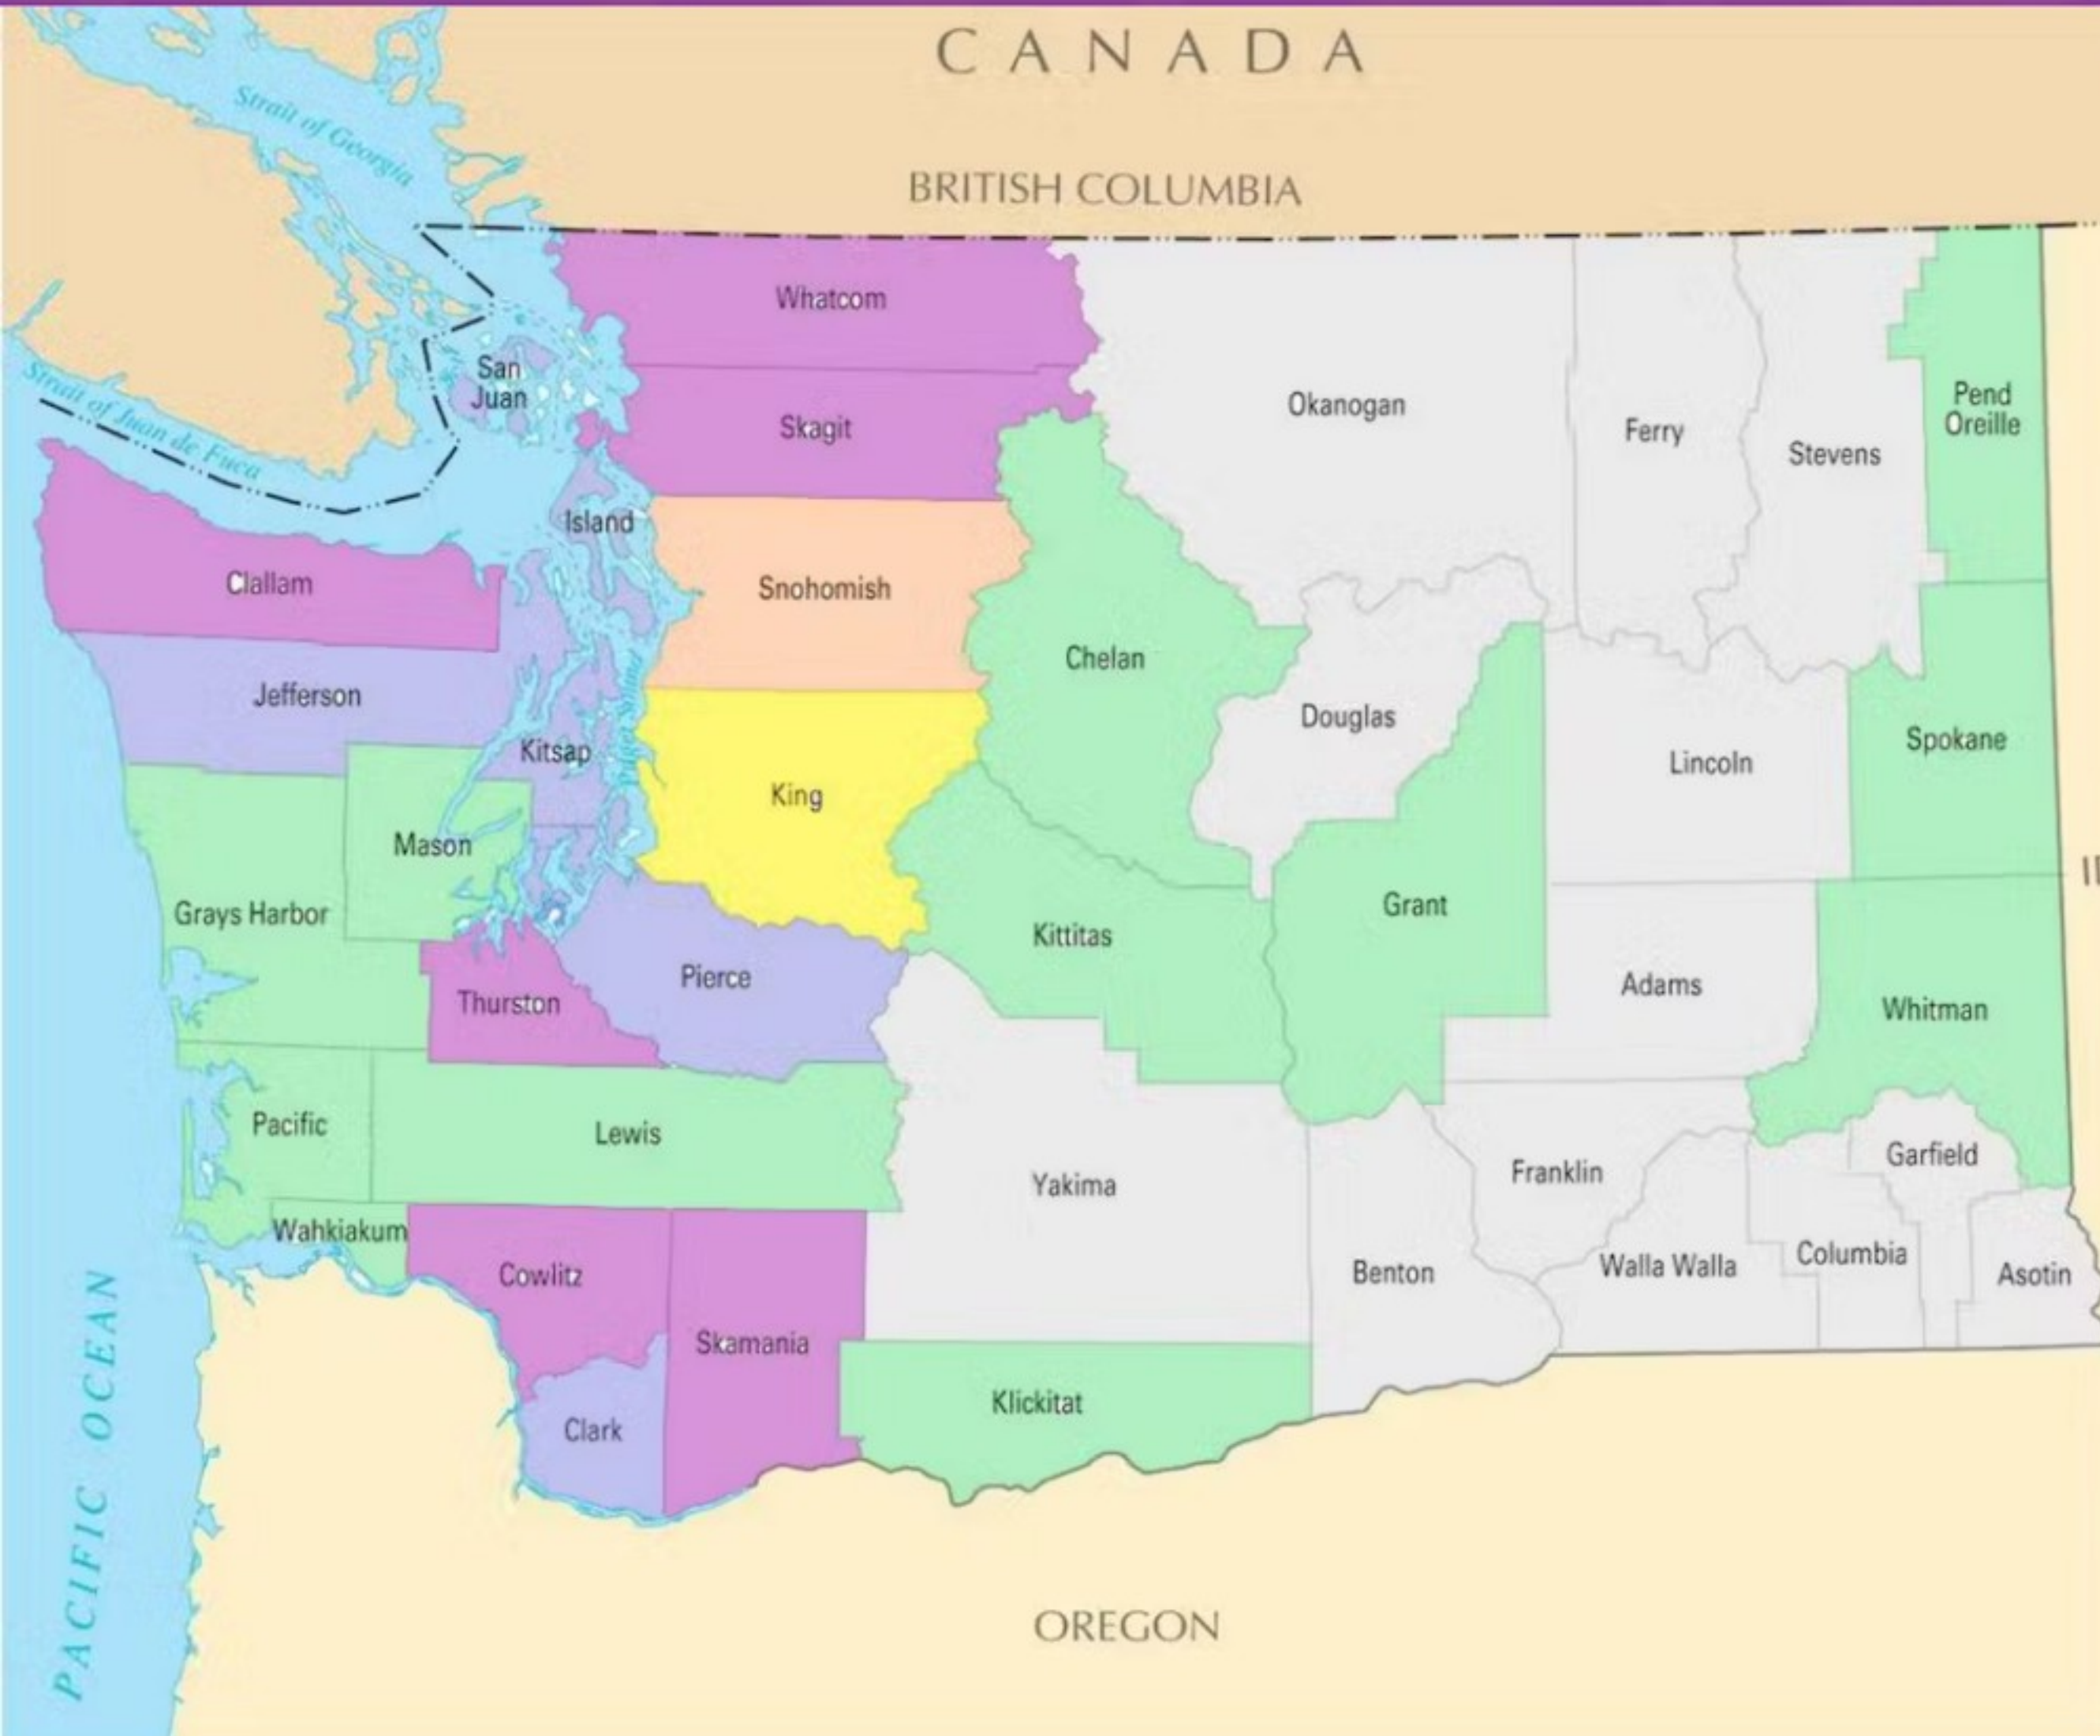 CANADA
BRITISH COLUMBIA
Strait of Georgia
Strait of Juan de Fuca
San
Juan
Whatcom
Skagit
Okanogan
Ferry
Stevens
Pend
Oreille
Island
Clallam
Snohomish
Chelan
Jefferson
Kitsap
Puget Sound
King
Douglas
Lincoln
Spokane
Mason
Grays Harbor
Kittitas
Grant
Thurston
Pierce
Adams
Whitman
Pacific
Lewis
Yakima
Franklin
Garfield
Wahkiakum
Cowlitz
Benton
Walla Walla
Columbia
Asotin
Skamania
Clark
Klickitat
PACIFIC OCEAN
OREGON